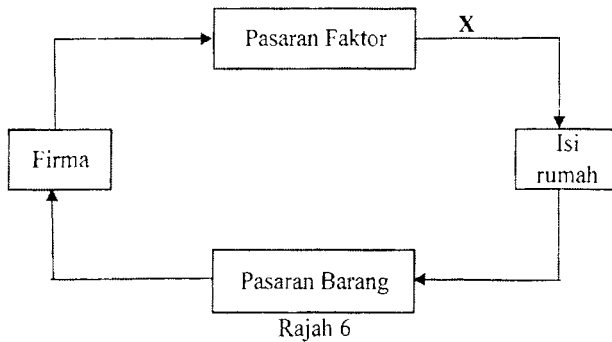 Pasaran Faktor
X
Firma
Isi
rumah
Pasaran Barang
Rajah 6